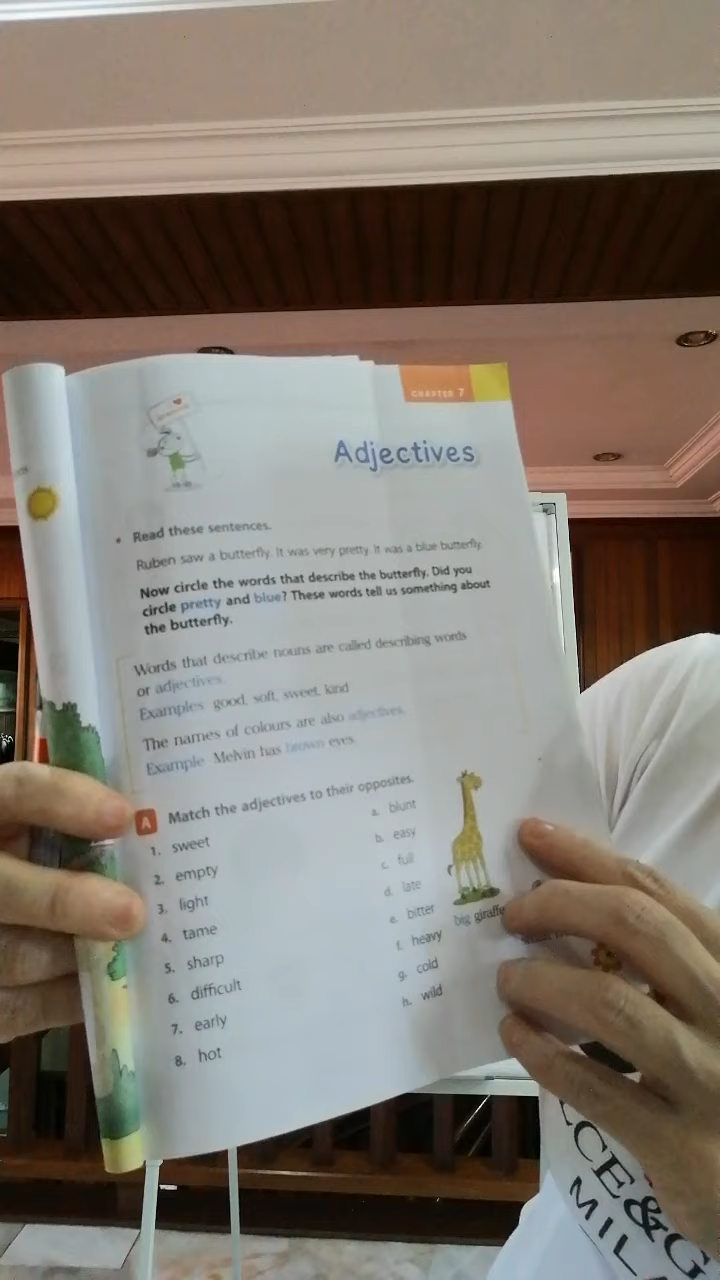 CHAPTER 7
Adjectives
Read these sentences.
Ruben saw a butterfly. It was very pretty. It was a blue butterfly.
Now circle the words that describe the butterfly. Did you
circle pretty and blue? These words tell us something about
the butterfly.
Words that describe nouns are called describing words
or adjectives.
Examples good, soft, sweet, kind
The names of colours are also adjectives.
Example Melvin has brown eyes.
A Match the adjectives to their opposites.
1. sweet
2. empty
3. light
4. tame
5. sharp
6. difficult
7. early
8. hot
a. blunt
b. easy
c. full
d. late
e. bitter
f. heavy
g. cold
h. wild
big giraffe
CE&G
MIL